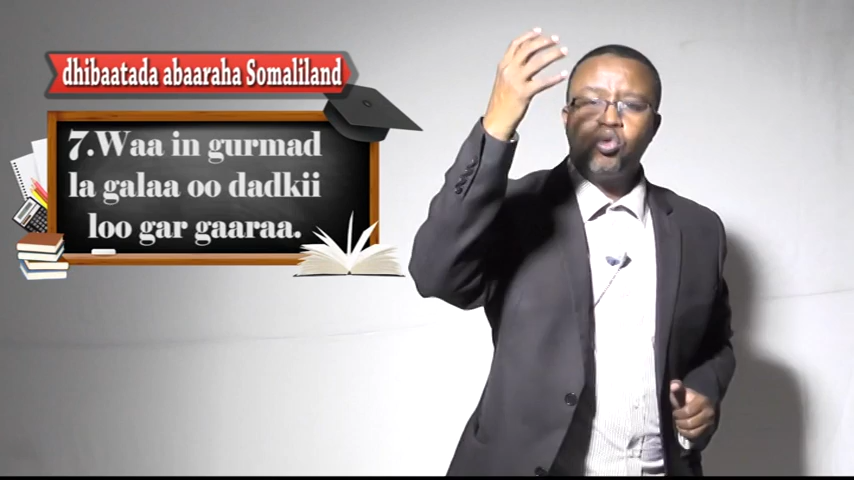 dhibaatada abaaraha Somaliland
7.Waa in gurmad
la galaa oo dadkii
loo gar gaaraa.